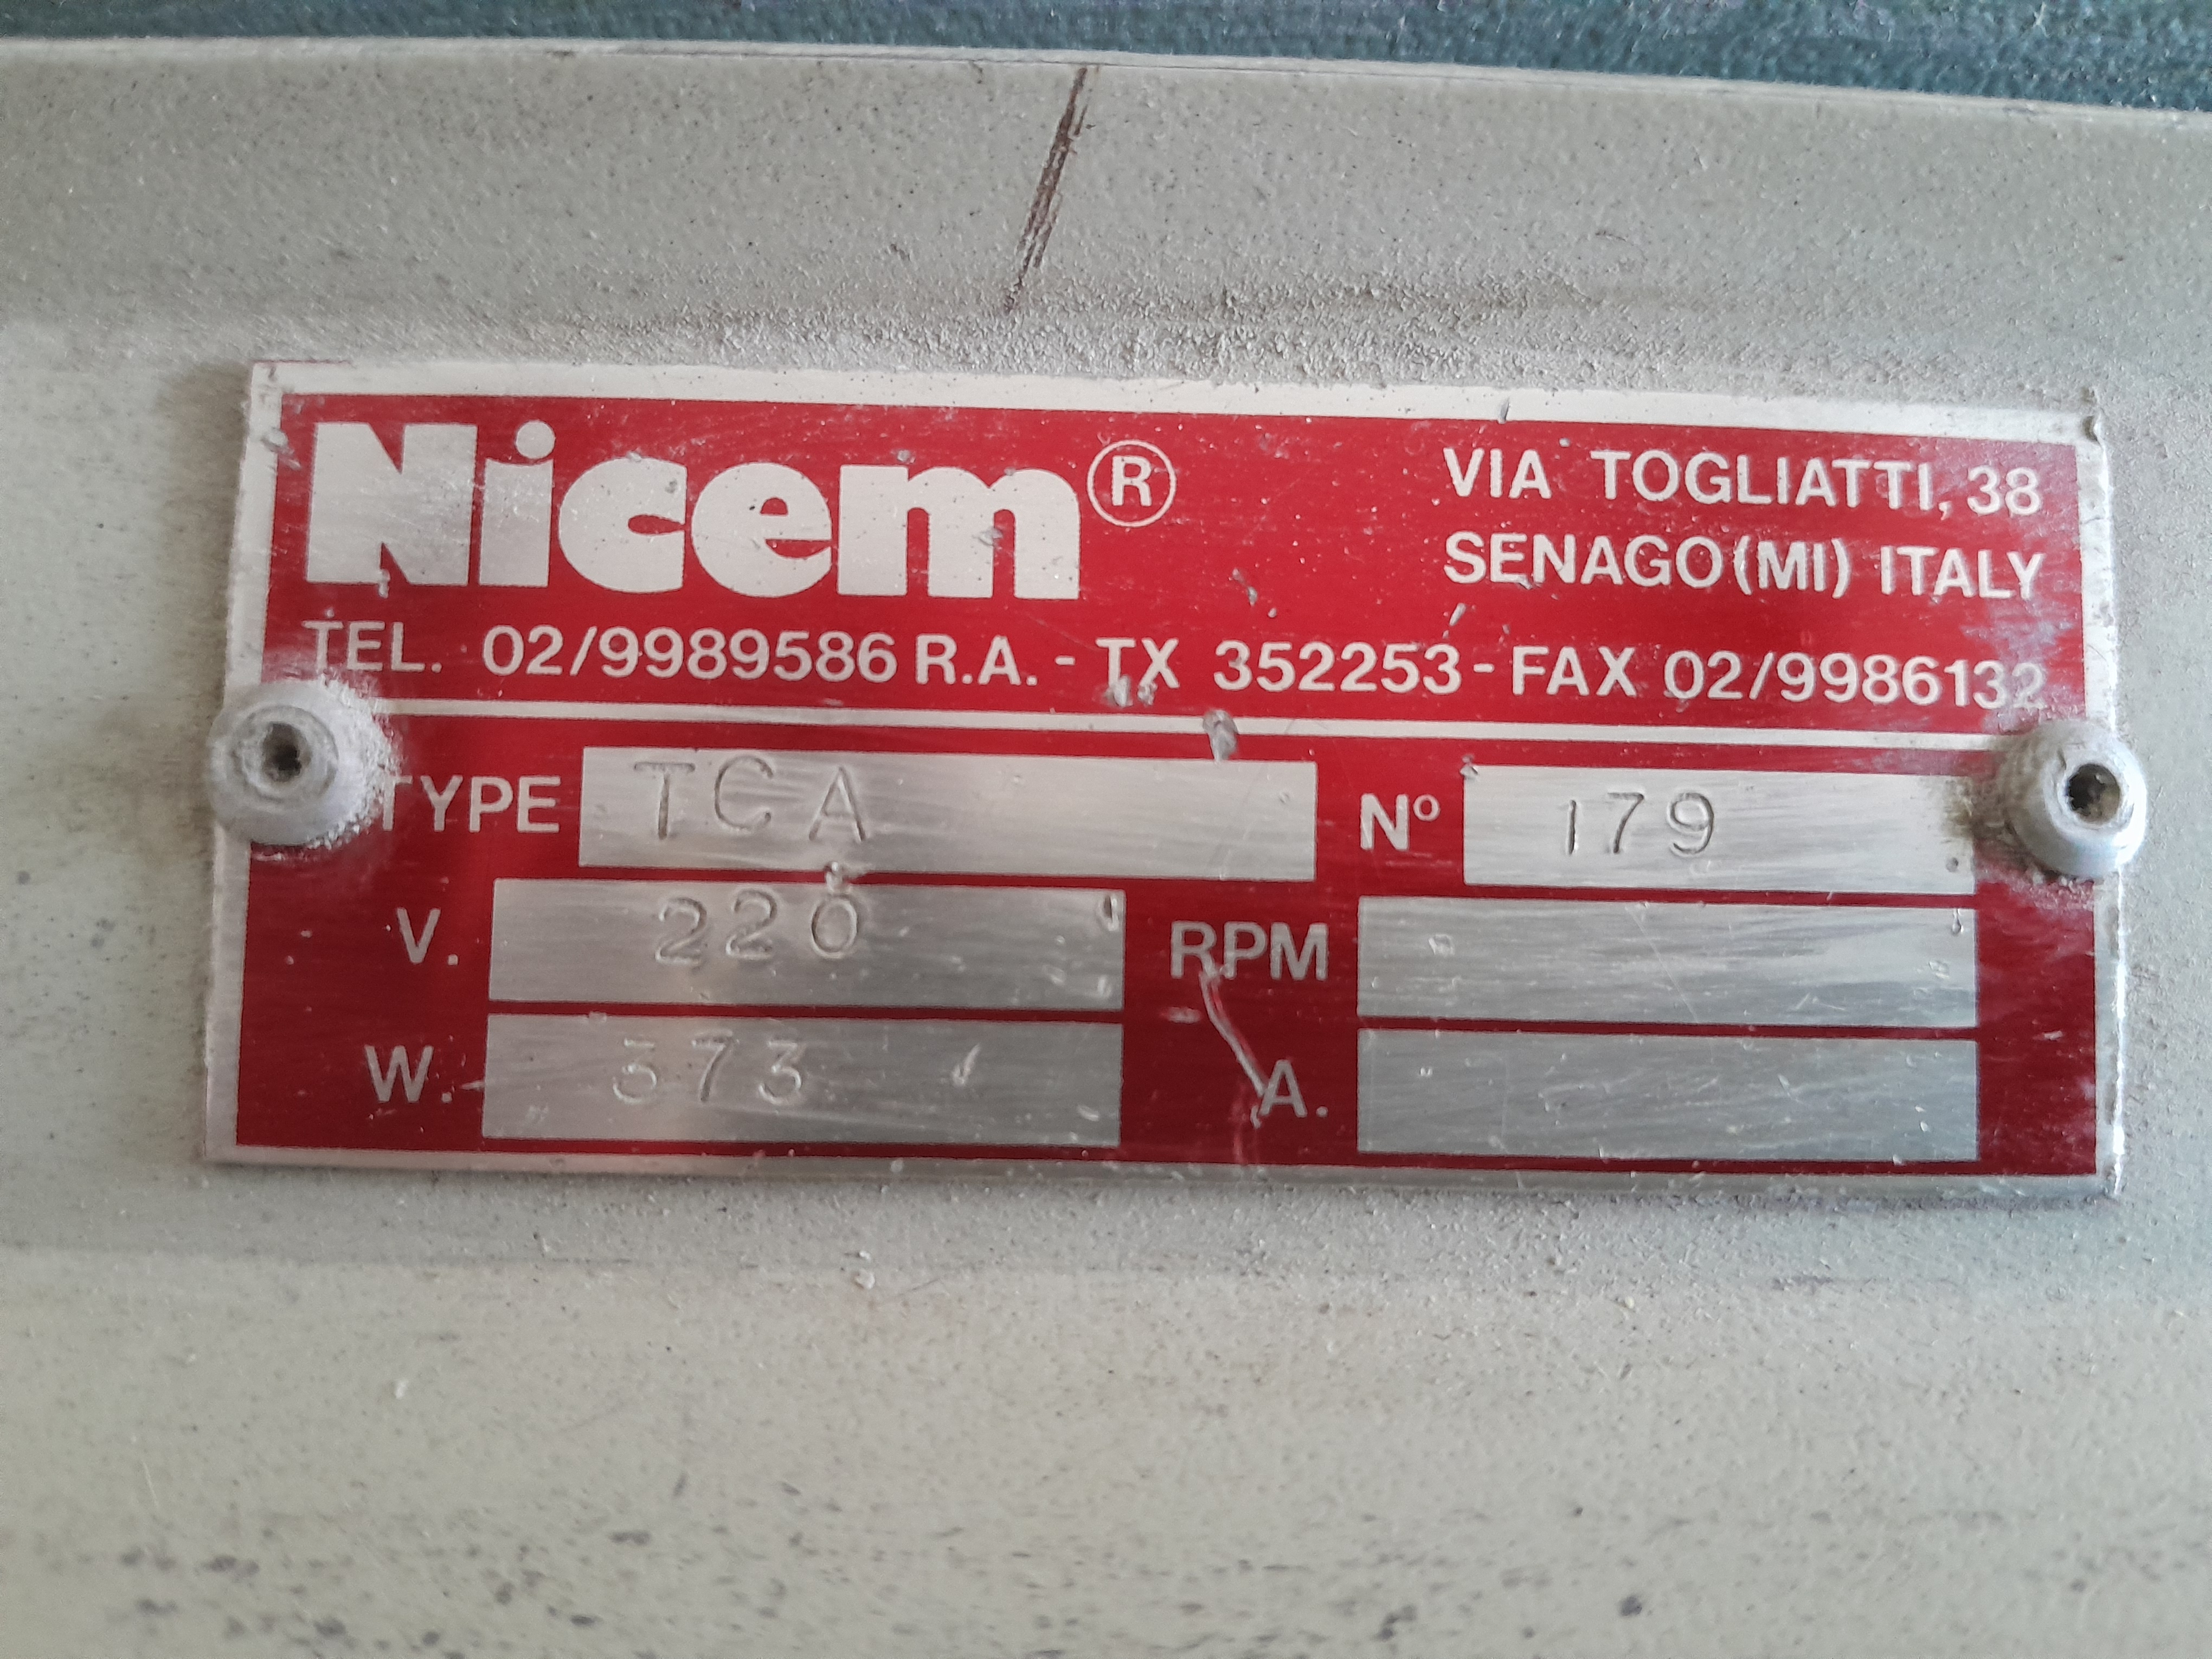 Nicem®
VIA TOGLIATTI, 38
SENAGO (MI) ITALY
TEL. 02/9989586 R.A. - TX 352253 - FAX 02/9986132
TYPE TCA Nº 179
V. 220 RPM
W. 373 A.